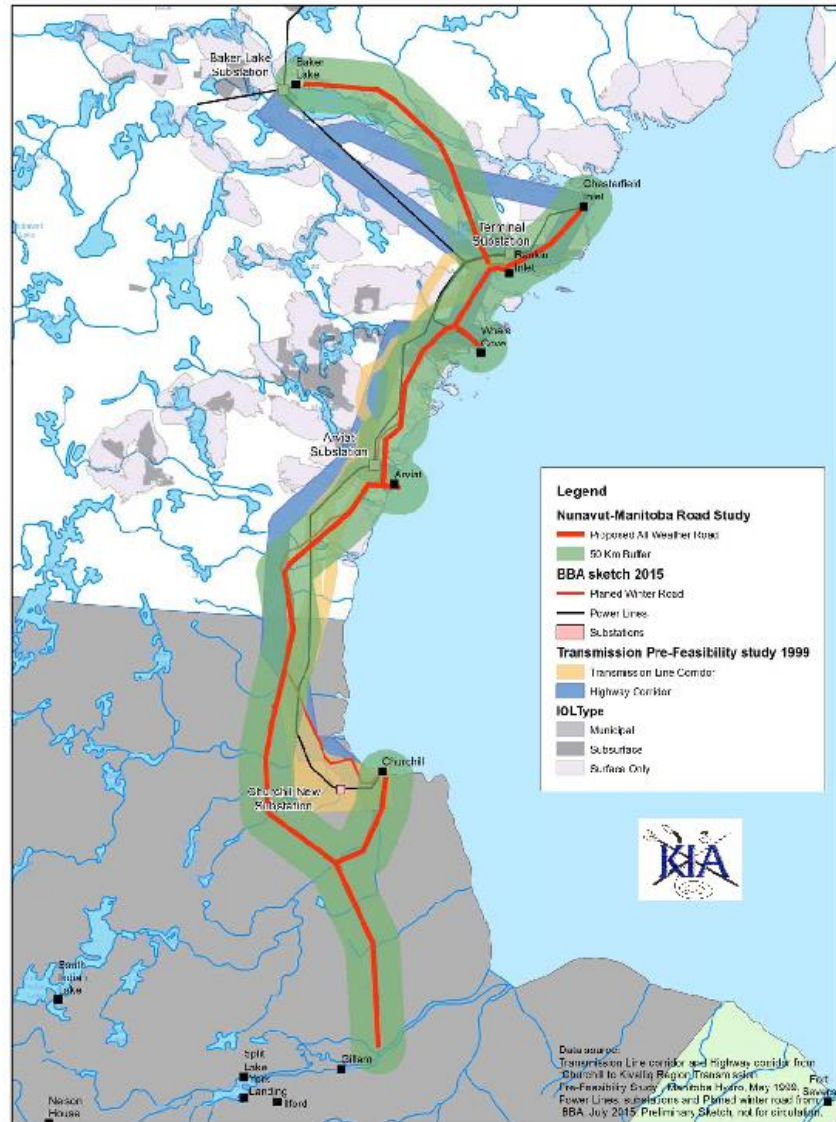 Baker Lake
Substation
Baker
Lake
Chesterfield
Inlet
Terminal
Substation
Rankin
Inlet
Whale
Cove
Arviat
Substation
Arviat
Churchill
Churchill New
Substation
South
Indian
Lake
Split
Lake
York
Landing
Ilford
Gillam
Nelson
House
Fort
Legend
Nunavut-Manitoba Road Study
Proposed All Weather Road
50 Km Buffer
BBA sketch 2015
Planed Winter Road
Power Lines
Substations
Transmission Pre-Feasibility study 1999
Transmission Line Corridor
Highway Corridor
IOLType
Municipal
Subsurface
Surface Only
KIA
Data source:
Transmission Line corridor and Highway corridor from
Churchill to Kivalliq Region Transmission
Pre-Feasibility Study, Manitoba Hydro, May 1999.
Power Lines, substations and Planed winter road from
BBA, July 2015, Preliminary Sketch, not for circulation.